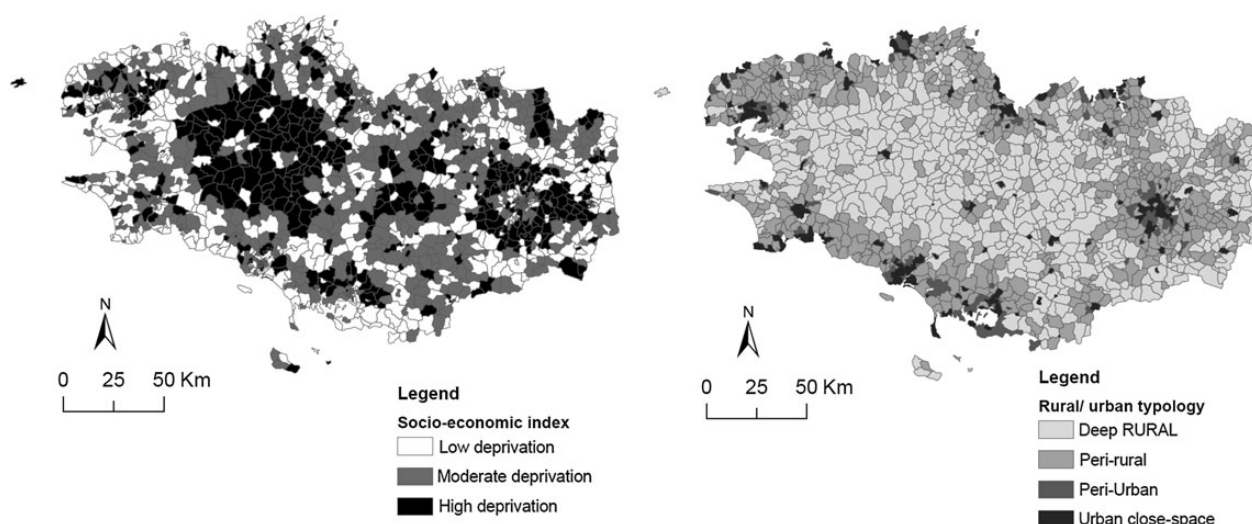 N
0 25 50 Km
Legend
Socio-economic index
Low deprivation
Moderate deprivation
High deprivation
N
0 25 50 Km
Legend
Rural/ urban typology
Deep RURAL
Peri-rural
Peri-Urban
Urban close-space